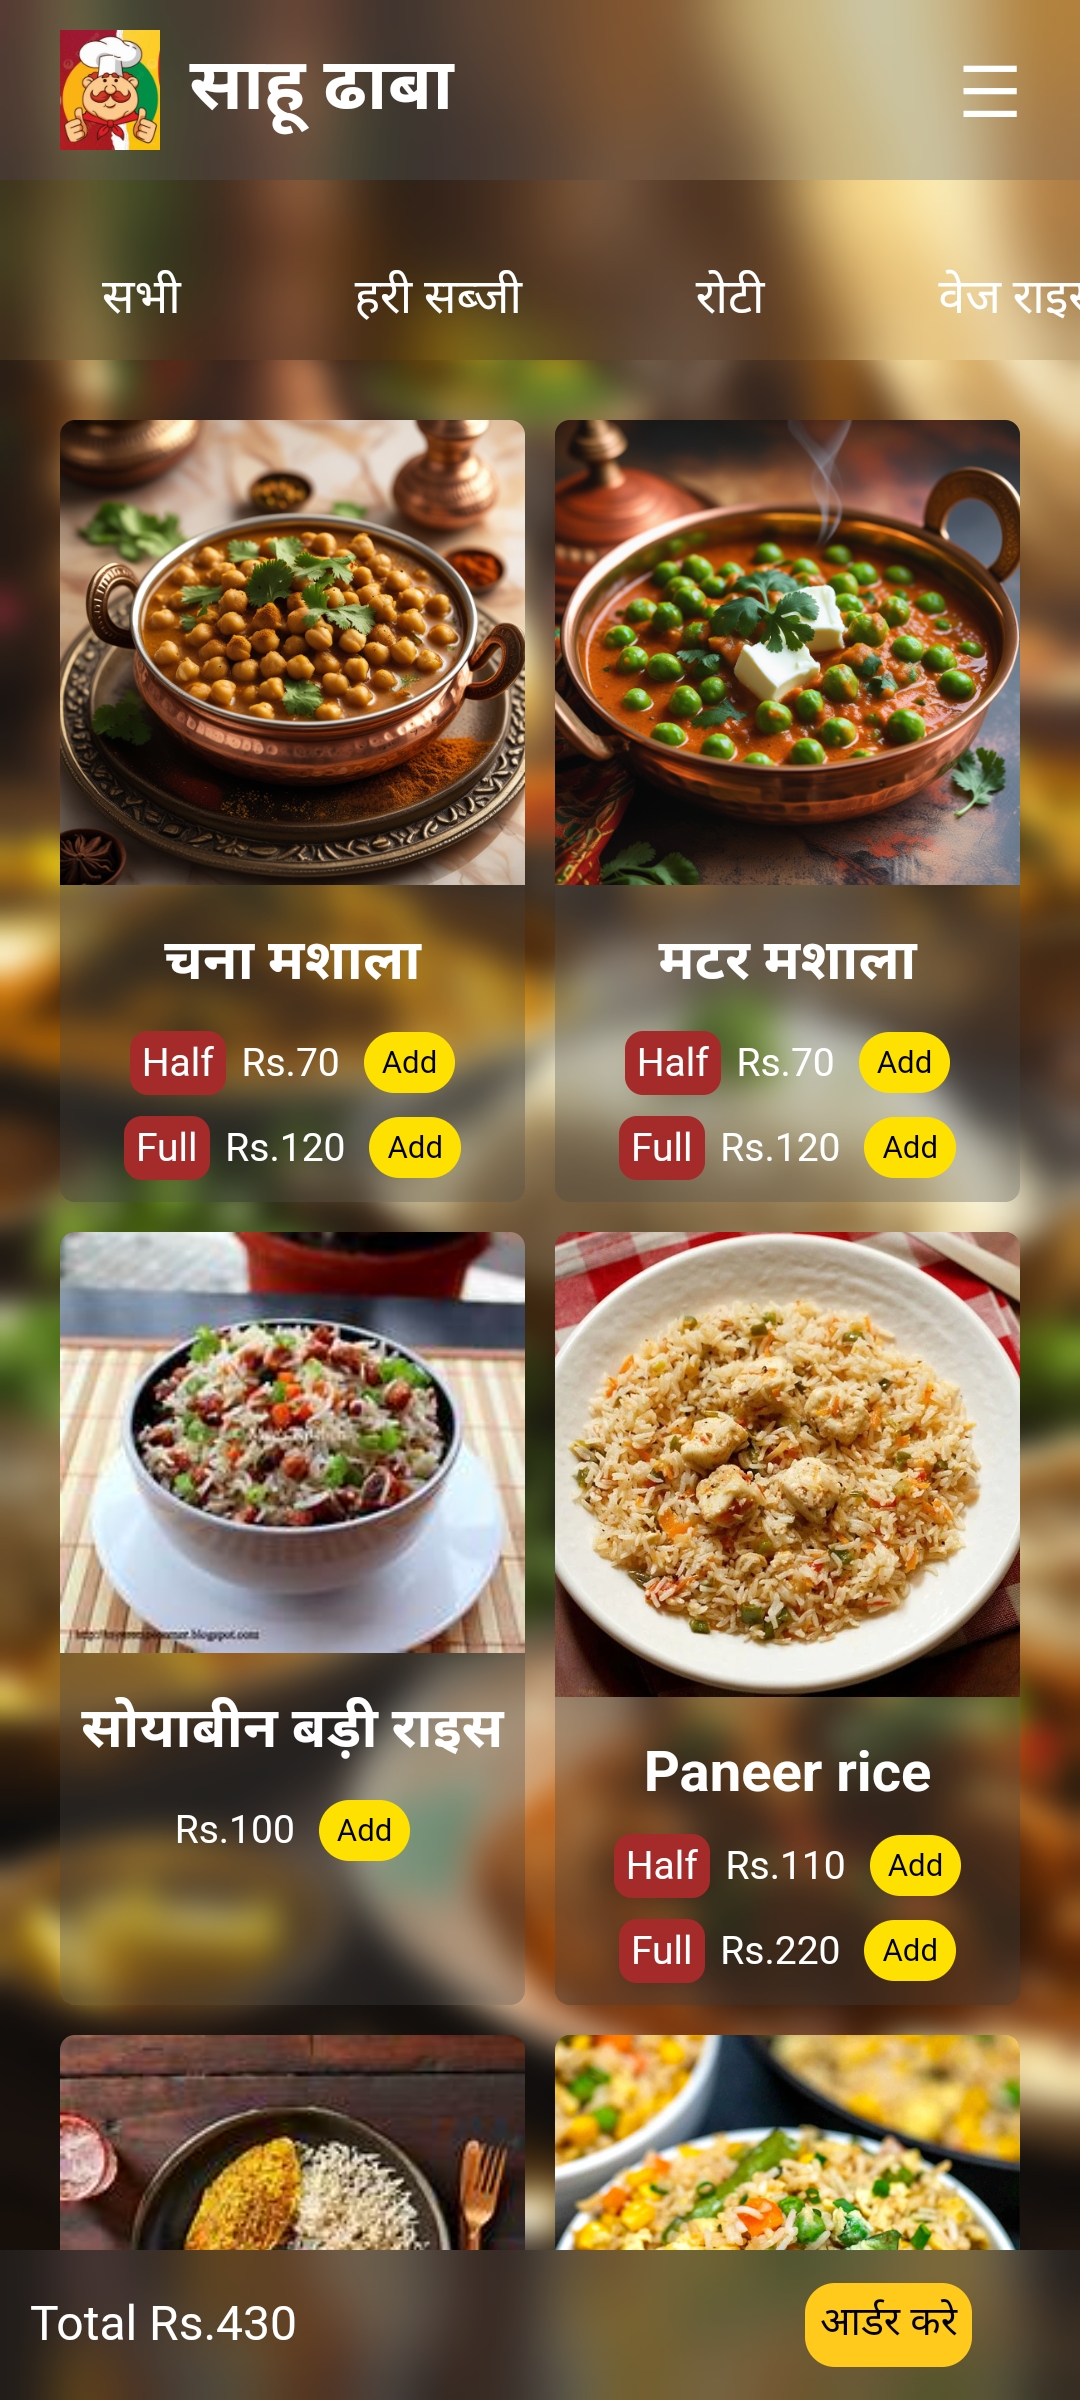 साहू ढाबा
सभी हरी सब्जी रोटी वेज राइस
चना मशाला
Half Rs.70 Add
Full Rs.120 Add
मटर मशाला
Half Rs.70 Add
Full Rs.120 Add
सोयाबीन बड़ी राइस
Rs.100 Add
Paneer rice
Half Rs.110 Add
Full Rs.220 Add
Total Rs.430 आर्डर करे